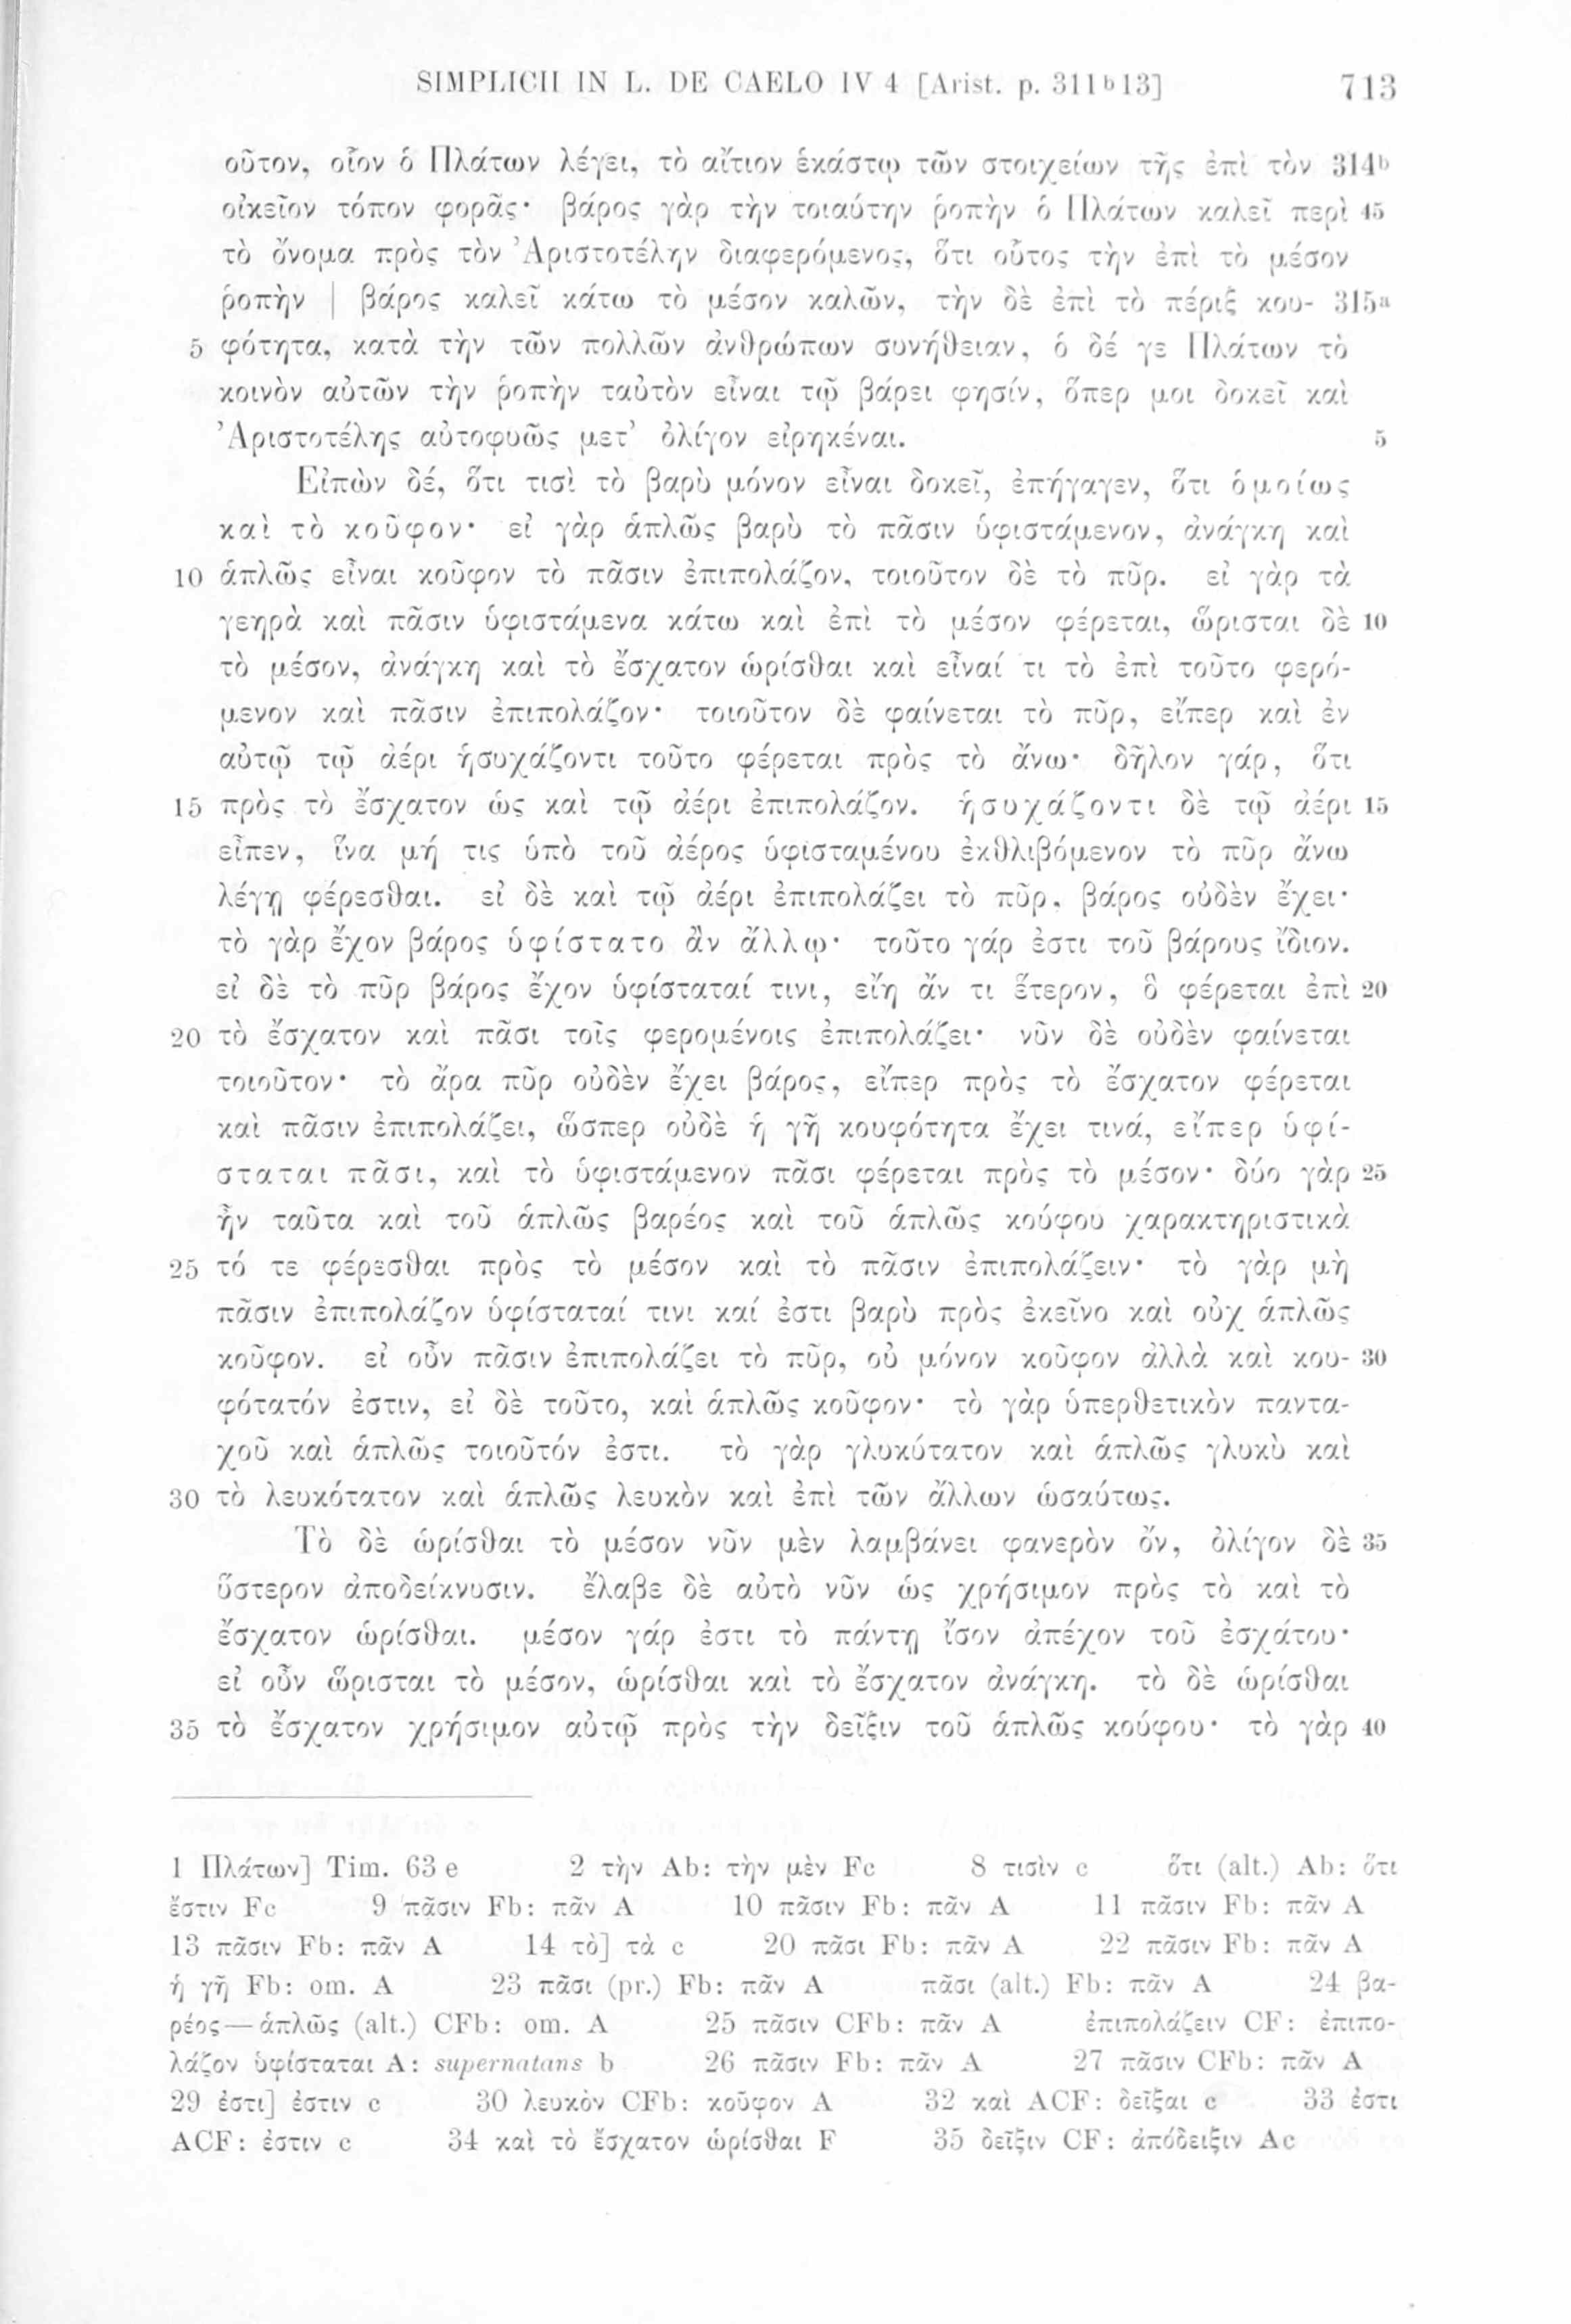 SIMPLICII IN L. DE CAELO IV 4 [Arist. p. 311ᵇ13] 713
οῦτον, οἷον ὁ Πλάτων λέγει, τὸ αἴτιον ἑκάστῳ τῶν στοιχείων τῆς ἐπὶ τὸν 314ᵇ
οἰκεῖον τόπον φορᾶς· βάρος γὰρ τὴν τοιαύτην ῥοπὴν ὁ Πλάτων καλεῖ περὶ 45
τὸ ὄνομα πρὸς τὸν Ἀριστοτέλην διαφερόμενος, ὅτι οὗτος τὴν ἐπὶ τὸ μέσον
ῥοπὴν | βάρος καλεῖ κάτω τὸ μέσον καλῶν, τὴν δὲ ἐπὶ τὸ πέριξ κου- 315ᵃ
5 φότητα, κατὰ τὴν τῶν πολλῶν ἀνθρώπων συνήθειαν, ὁ δέ γε Πλάτων τὸ
κοινὸν αὐτῶν τὴν ῥοπὴν ταὐτὸν εἶναι τῷ βάρει φησίν, ὅπερ μοι δοκεῖ καὶ
Ἀριστοτέλης αὐτοφυῶς μετ’ ὀλίγον εἰρηκέναι. 5
Εἰπὼν δέ, ὅτι τισὶ τὸ βαρὺ μόνον εἶναι δοκεῖ, ἐπήγαγεν, ὅτι ὁμοίως
καὶ τὸ κοῦφον· εἰ γὰρ ἁπλῶς βαρὺ τὸ πᾶσιν ὑφιστάμενον, ἀνάγκη καὶ
10 ἁπλῶς εἶναι κοῦφον τὸ πᾶσιν ἐπιπολάζον, τοιοῦτον δὲ τὸ πῦρ. εἰ γὰρ τὰ
γεηρὰ καὶ πᾶσιν ὑφιστάμενα κάτω καὶ ἐπὶ τὸ μέσον φέρεται, ὥρισται δὲ 10
τὸ μέσον, ἀνάγκη καὶ τὸ ἔσχατον ὡρίσθαι καὶ εἶναί τι τὸ ἐπὶ τοῦτο φερό-
μενον καὶ πᾶσιν ἐπιπολάζον· τοιοῦτον δὲ φαίνεται τὸ πῦρ, εἴπερ καὶ ἐν
αὐτῷ τῷ ἀέρι ἡσυχάζοντι τοῦτο φέρεται πρὸς τὸ ἄνω· δῆλον γάρ, ὅτι
15 πρὸς τὸ ἔσχατον ὡς καὶ τῷ ἀέρι ἐπιπολάζον. ἡσυχάζοντι δὲ τῷ ἀέρι 15
εἶπεν, ἵνα μή τις ὑπὸ τοῦ ἀέρος ὑφισταμένου ἐκθλιβόμενον τὸ πῦρ ἄνω
λέγῃ φέρεσθαι. εἰ δὲ καὶ τῷ ἀέρι ἐπιπολάζει τὸ πῦρ, βάρος οὐδὲν ἔχει·
τὸ γὰρ ἔχον βάρος ὑφίστατο ἂν ἄλλῳ· τοῦτο γάρ ἐστι τοῦ βάρους ἴδιον.
εἰ δὲ τὸ πῦρ βάρος ἔχον ὑφίσταταί τινι, εἴη ἄν τι ἕτερον, ὃ φέρεται ἐπὶ 20
20 τὸ ἔσχατον καὶ πᾶσι τοῖς φερομένοις ἐπιπολάζει· νῦν δὲ οὐδὲν φαίνεται
τοιοῦτον· τὸ ἄρα πῦρ οὐδὲν ἔχει βάρος, εἴπερ πρὸς τὸ ἔσχατον φέρεται
καὶ πᾶσιν ἐπιπολάζει, ὥσπερ οὐδὲ ἡ γῆ κουφότητα ἔχει τινά, εἴπερ ὑφί-
σταται πᾶσι, καὶ τὸ ὑφιστάμενον πᾶσι φέρεται πρὸς τὸ μέσον· δύο γὰρ 25
ἦν ταῦτα καὶ τοῦ ἁπλῶς βαρέος καὶ τοῦ ἁπλῶς κούφου χαρακτηριστικὰ
25 τό τε φέρεσθαι πρὸς τὸ μέσον καὶ τὸ πᾶσιν ἐπιπολάζειν· τὸ γὰρ μὴ
πᾶσιν ἐπιπολάζον ὑφίσταταί τινι καί ἐστι βαρὺ πρὸς ἐκεῖνο καὶ οὐχ ἁπλῶς
κοῦφον. εἰ οὖν πᾶσιν ἐπιπολάζει τὸ πῦρ, οὐ μόνον κοῦφον ἀλλὰ καὶ κου- 30
φότατόν ἐστιν, εἰ δὲ τοῦτο, καὶ ἁπλῶς κοῦφον· τὸ γὰρ ὑπερθετικὸν παντα-
χοῦ καὶ ἁπλῶς τοιοῦτόν ἐστι. τὸ γὰρ γλυκύτατον καὶ ἁπλῶς γλυκὺ καὶ
30 τὸ λευκότατον καὶ ἁπλῶς λευκὸν καὶ ἐπὶ τῶν ἄλλων ὡσαύτως.
Τὸ δὲ ὡρίσθαι τὸ μέσον νῦν μὲν λαμβάνει φανερὸν ὄν, ὀλίγον δὲ 35
ὕστερον ἀποδείκνυσιν. ἔλαβε δὲ αὐτὸ νῦν ὡς χρήσιμον πρὸς τὸ καὶ τὸ
ἔσχατον ὡρίσθαι. μέσον γάρ ἐστι τὸ πάντῃ ἴσον ἀπέχον τοῦ ἐσχάτου·
εἰ οὖν ὥρισται τὸ μέσον, ὡρίσθαι καὶ τὸ ἔσχατον ἀνάγκη. τὸ δὲ ὡρίσθαι
35 τὸ ἔσχατον χρήσιμον αὐτῷ πρὸς τὴν δεῖξιν τοῦ ἁπλῶς κούφου· τὸ γὰρ 40
1 Πλάτων] Tim. 63 e 2 τὴν Ab: τὴν μὲν Fc 8 τισὶν c ὅτι (alt.) Ab: ὅτι
ἔστιν Fc 9 πᾶσιν Fb: πᾶν A 10 πᾶσιν Fb: πᾶν A 11 πᾶσιν Fb: πᾶν A
13 πᾶσιν Fb: πᾶν A 14 τὸ] τὰ c 20 πᾶσι Fb: πᾶν A 22 πᾶσιν Fb: πᾶν A
ἡ γῆ Fb: om. A 23 πᾶσι (pr.) Fb: πᾶν A πᾶσι (alt.) Fb: πᾶν A 24 βα-
ρέος—ἁπλῶς (alt.) CFb: om. A 25 πᾶσιν CFb: πᾶν A ἐπιπολάζειν CF: ἐπιπο-
λάζον ὑφίσταται A: supernatans b 26 πᾶσιν Fb: πᾶν A 27 πᾶσιν CFb: πᾶν A
29 ἐστι] ἐστιν c 30 λευκὸν CFb: κοῦφον A 32 καὶ ACF: δεῖξαι c 33 ἐστι
ACF: ἐστιν c 34 καὶ τὸ ἔσχατον ὡρίσθαι F 35 δεῖξιν CF: ἀπόδειξιν Ac